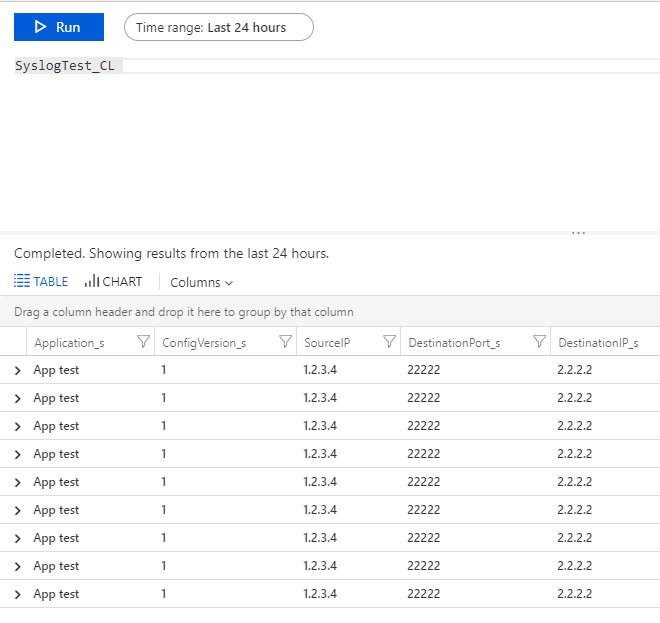 Run Time range: Last 24 hours
SyslogTest_CL
Completed. Showing results from the last 24 hours.
TABLE CHART Columns
Drag a column header and drop it here to group by that column
Application_s ConfigVersion_s SourceIP DestinationPort_s DestinationIP_s
App test 1 1.2.3.4 22222 2.2.2.2
App test 1 1.2.3.4 22222 2.2.2.2
App test 1 1.2.3.4 22222 2.2.2.2
App test 1 1.2.3.4 22222 2.2.2.2
App test 1 1.2.3.4 22222 2.2.2.2
App test 1 1.2.3.4 22222 2.2.2.2
App test 1 1.2.3.4 22222 2.2.2.2
App test 1 1.2.3.4 22222 2.2.2.2
App test 1 1.2.3.4 22222 2.2.2.2